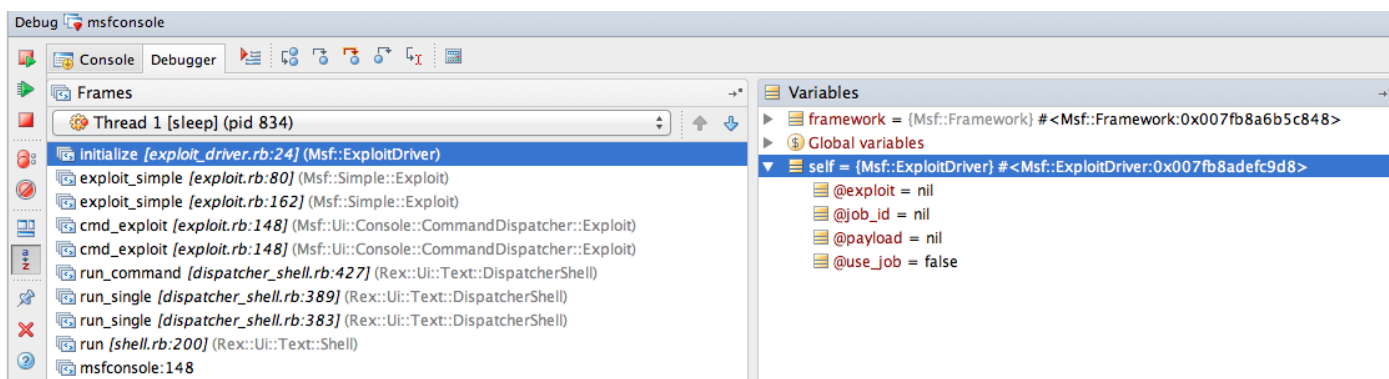 Debug msfconsole
Console Debugger
Frames
Thread 1 [sleep] (pid 834)
initialize [exploit_driver.rb:24] (Msf::ExploitDriver)
exploit_simple [exploit.rb:80] (Msf::Simple::Exploit)
exploit_simple [exploit.rb:162] (Msf::Simple::Exploit)
cmd_exploit [exploit.rb:148] (Msf::Ui::Console::CommandDispatcher::Exploit)
cmd_exploit [exploit.rb:148] (Msf::Ui::Console::CommandDispatcher::Exploit)
run_command [dispatcher_shell.rb:427] (Rex::Ui::Text::DispatcherShell)
run_single [dispatcher_shell.rb:389] (Rex::Ui::Text::DispatcherShell)
run_single [dispatcher_shell.rb:383] (Rex::Ui::Text::DispatcherShell)
run [shell.rb:200] (Rex::Ui::Text::Shell)
msfconsole:148
Variables
framework = {Msf::Framework} #<Msf::Framework:0x007fb8a6b5c848>
Global variables
self = {Msf::ExploitDriver} #<Msf::ExploitDriver:0x007fb8adefc9d8>
@exploit = nil
@job_id = nil
@payload = nil
@use_job = false